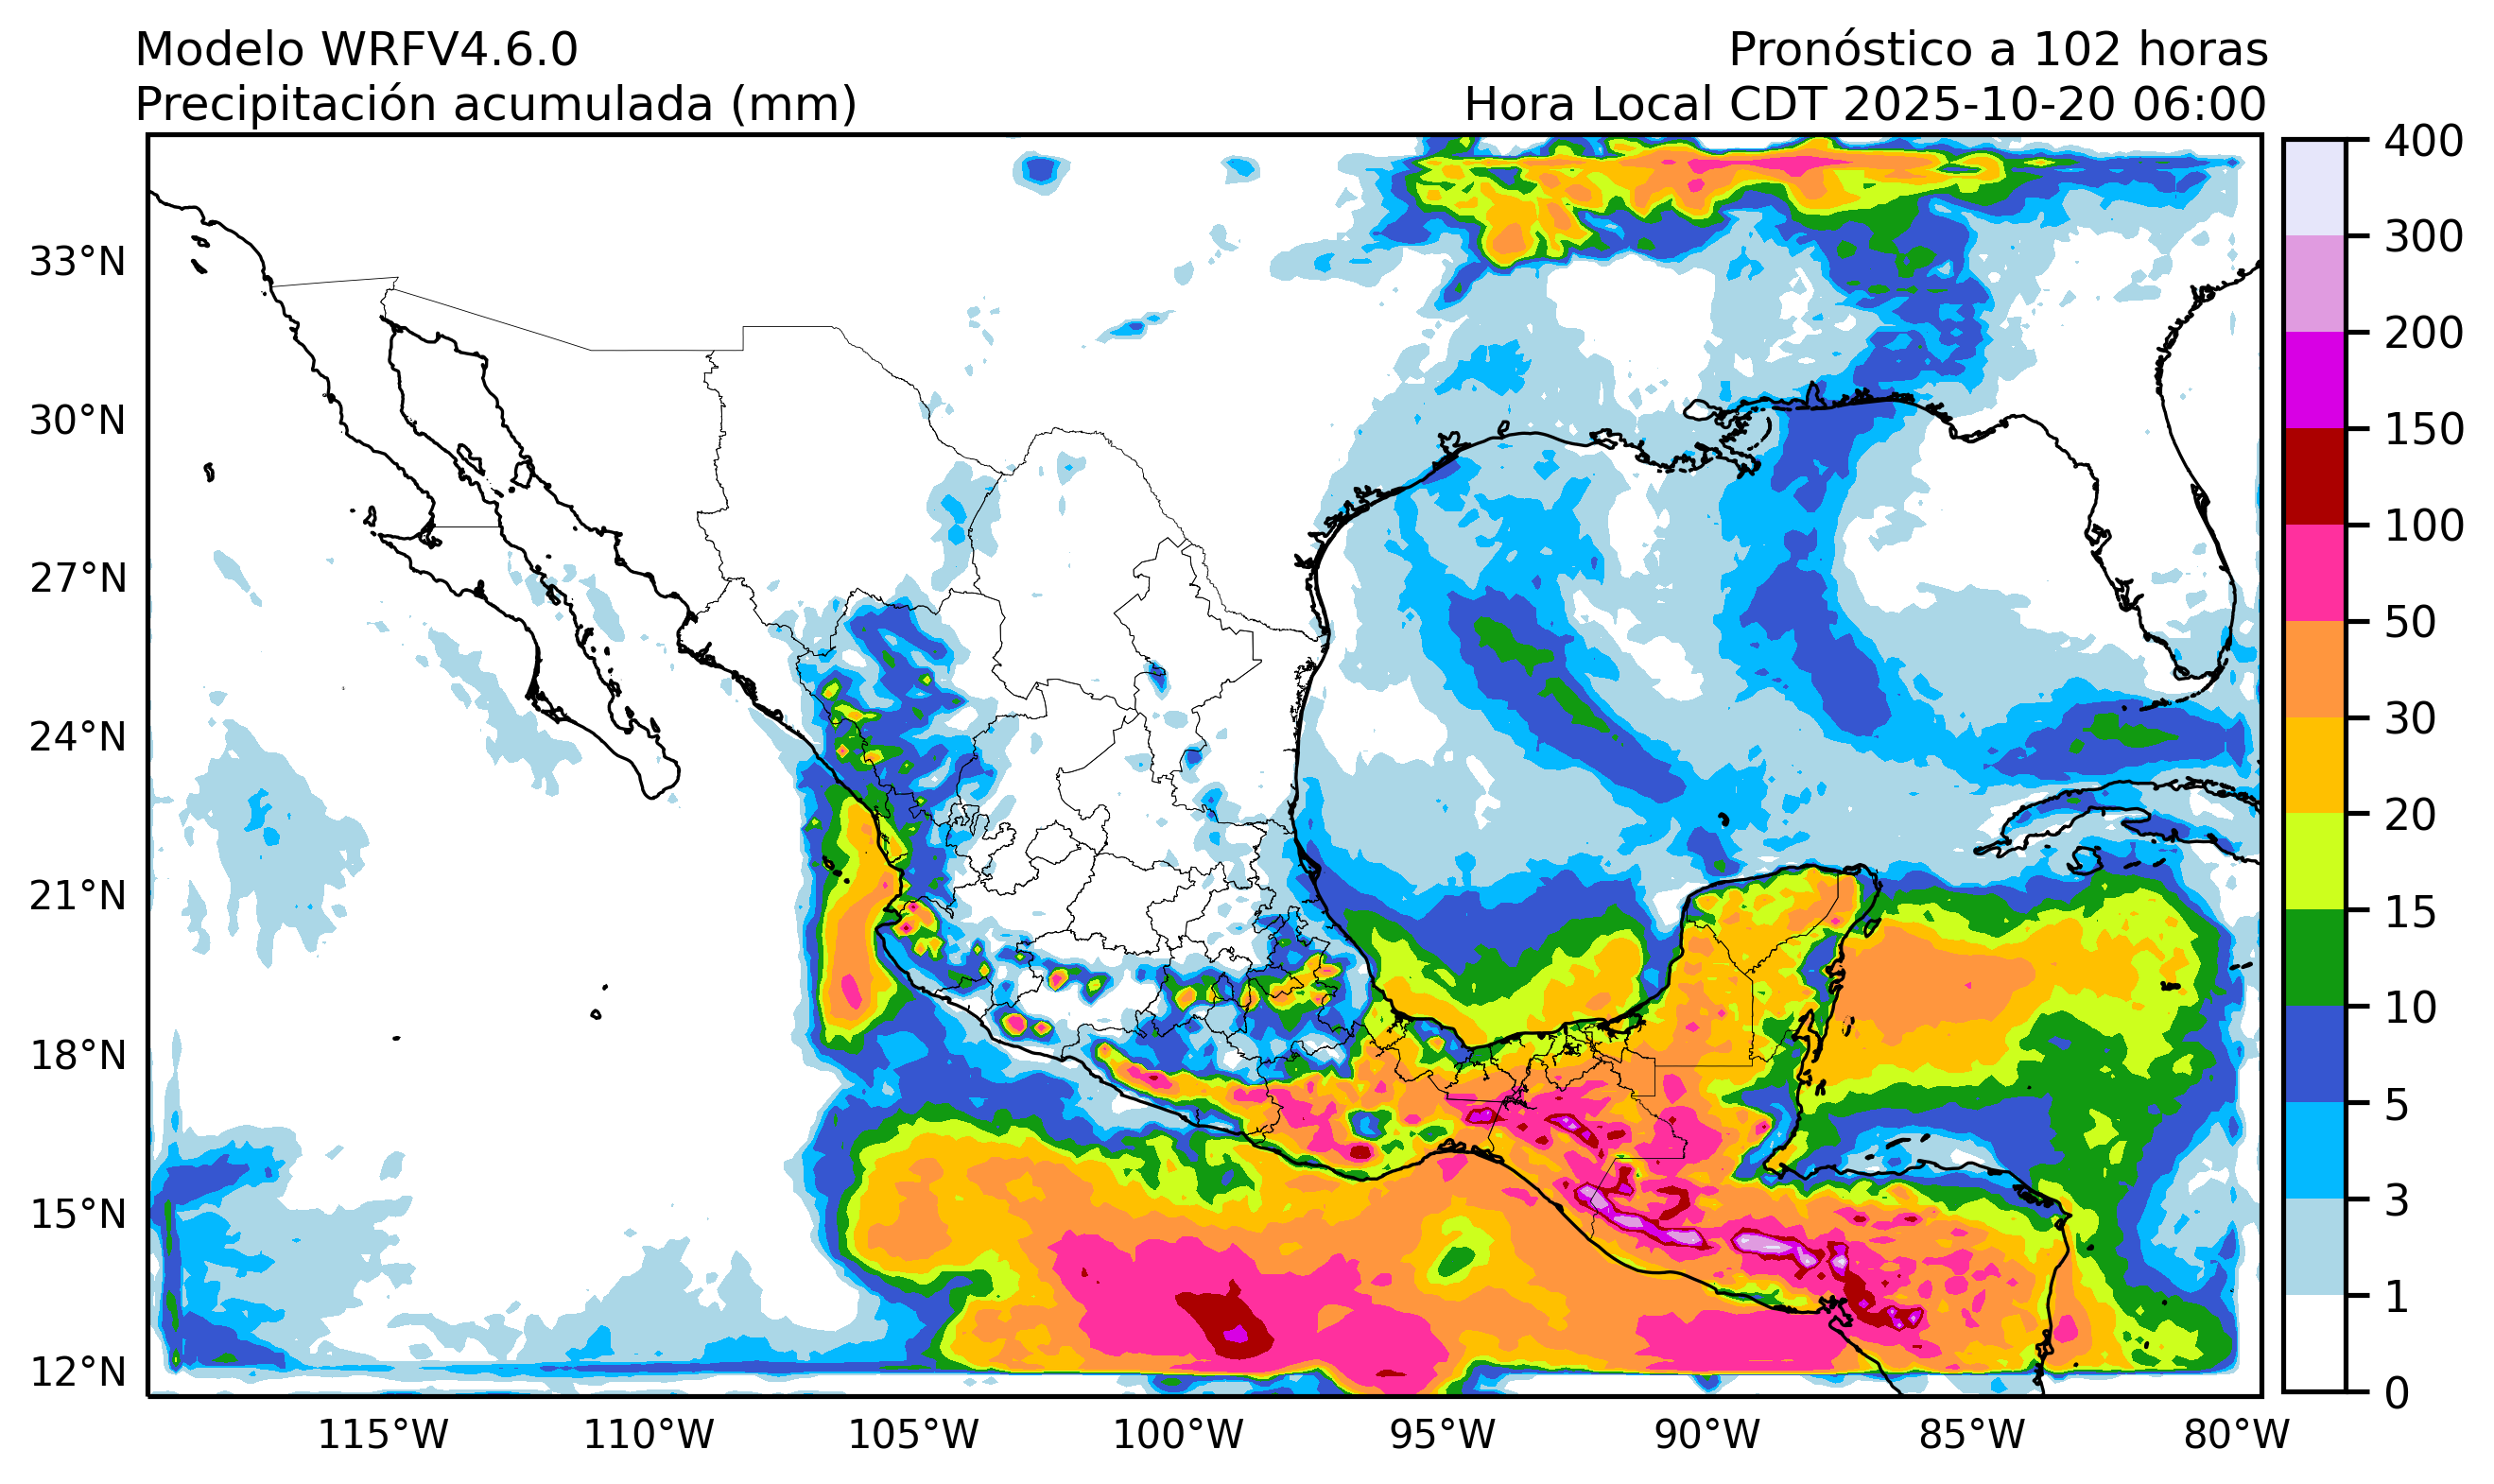 Modelo WRFV4.6.0
Pronóstico a 102 horas
Precipitación acumulada (mm)
Hora Local CDT 2025-10-20 06:00
33°N
30°N
27°N
24°N
21°N
18°N
15°N
12°N
115°W
110°W
105°W
100°W
95°W
90°W
85°W
80°W
400
300
200
150
100
50
30
20
15
10
5
3
1
0